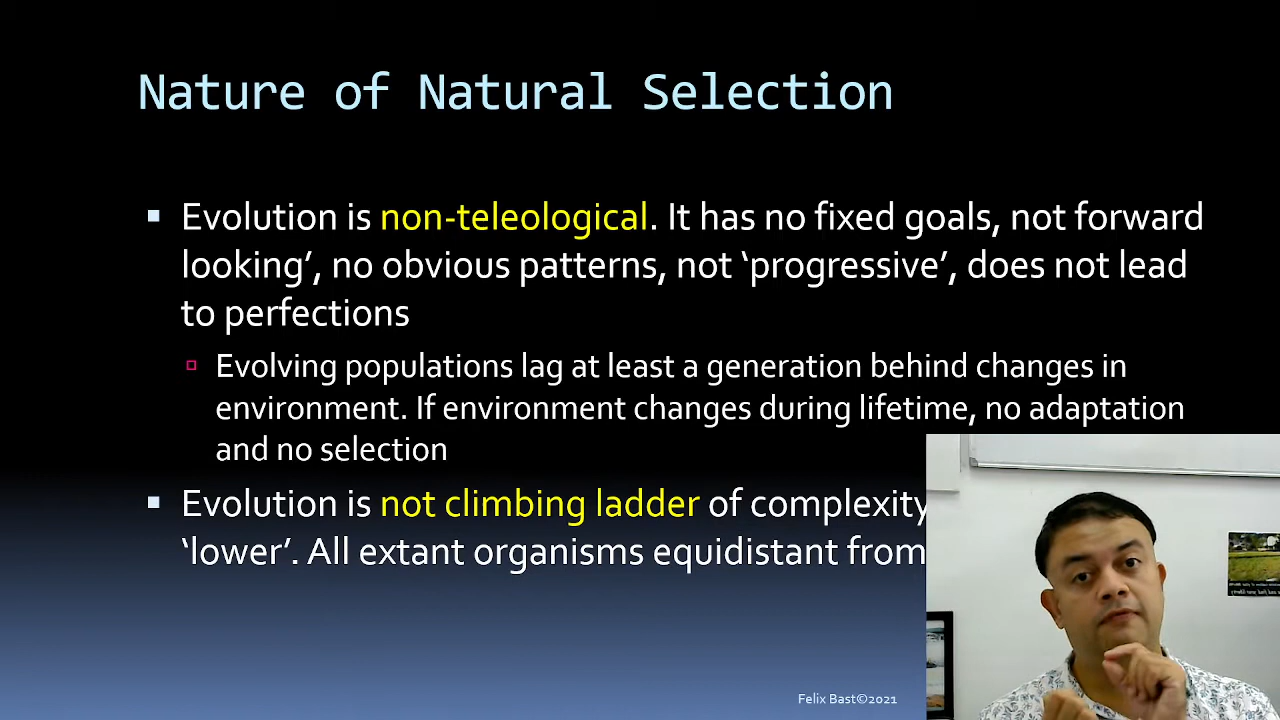 Nature of Natural Selection
Evolution is non-teleological. It has no fixed goals, not forward
looking’, no obvious patterns, not ‘progressive’, does not lead
to perfections
Evolving populations lag at least a generation behind changes in
environment. If environment changes during lifetime, no adaptation
and no selection
Evolution is not climbing ladder of complexity
‘lower’. All extant organisms equidistant from
Felix Bast©2021